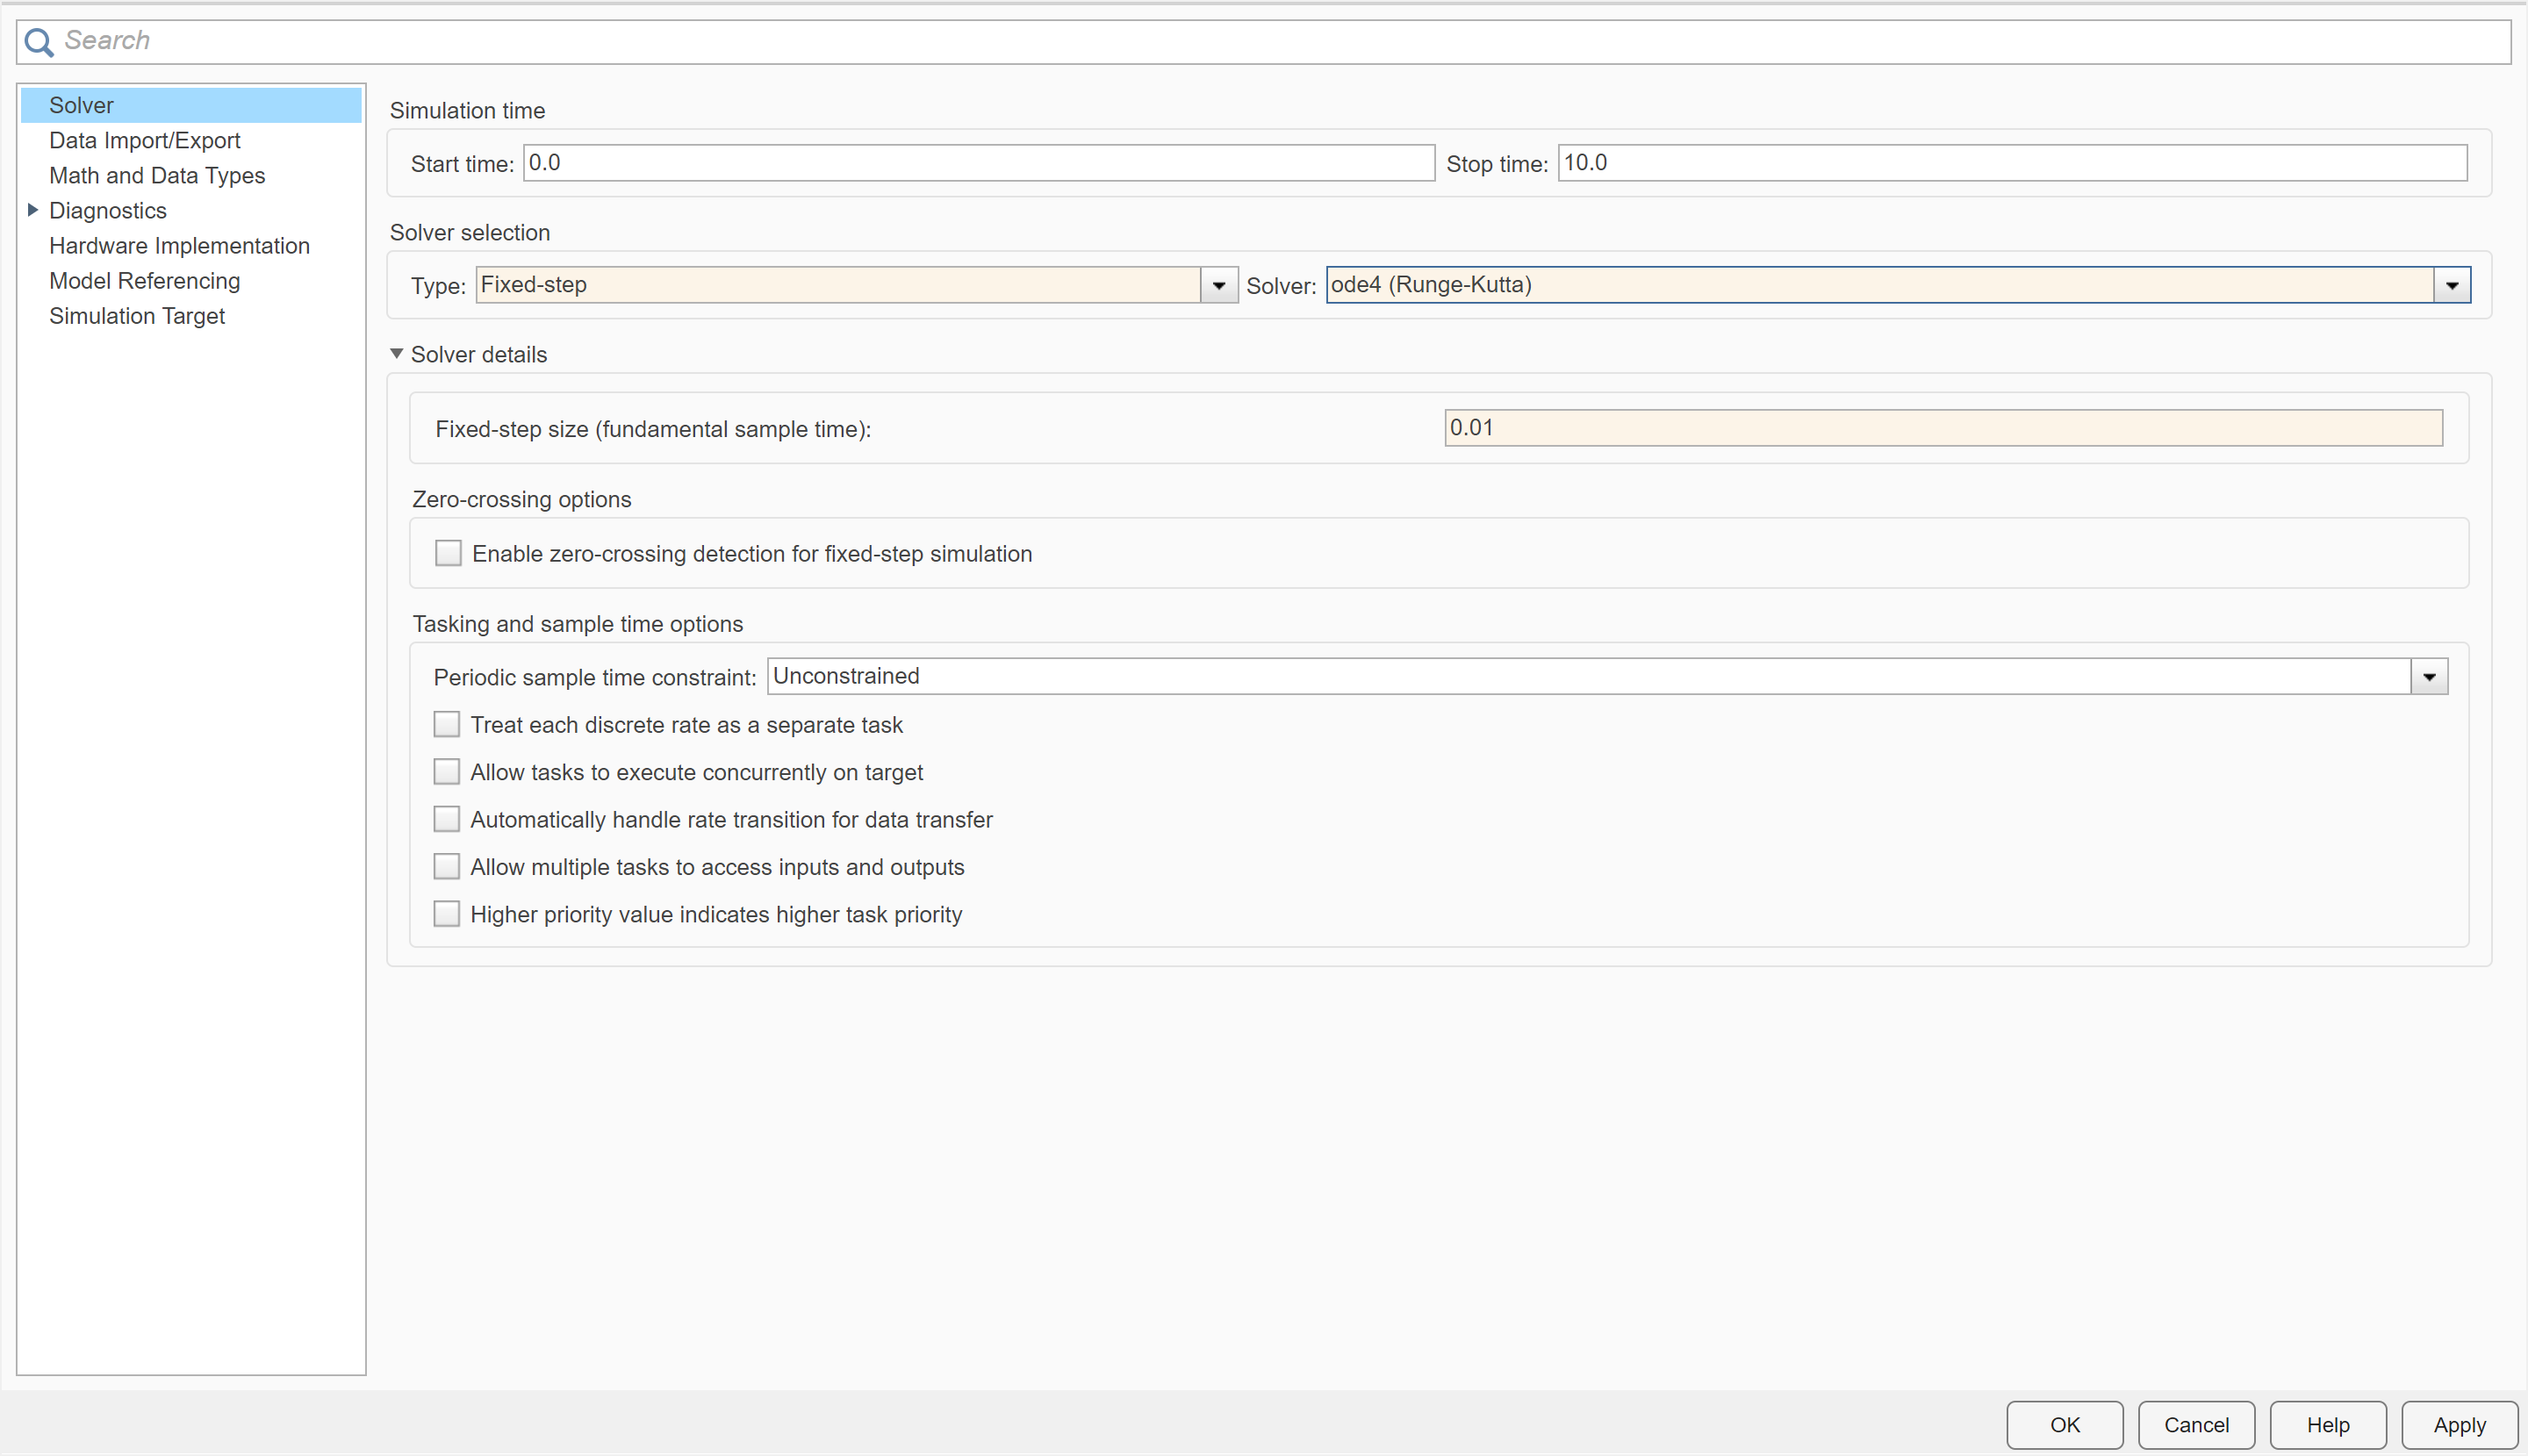 Search
Solver
Data Import/Export
Math and Data Types
Diagnostics
Hardware Implementation
Model Referencing
Simulation Target
Simulation time
Start time: 0.0 Stop time: 10.0
Solver selection
Type: Fixed-step Solver: ode4 (Runge-Kutta)
Solver details
Fixed-step size (fundamental sample time): 0.01
Zero-crossing options
Enable zero-crossing detection for fixed-step simulation
Tasking and sample time options
Periodic sample time constraint: Unconstrained
Treat each discrete rate as a separate task
Allow tasks to execute concurrently on target
Automatically handle rate transition for data transfer
Allow multiple tasks to access inputs and outputs
Higher priority value indicates higher task priority
OK Cancel Help Apply